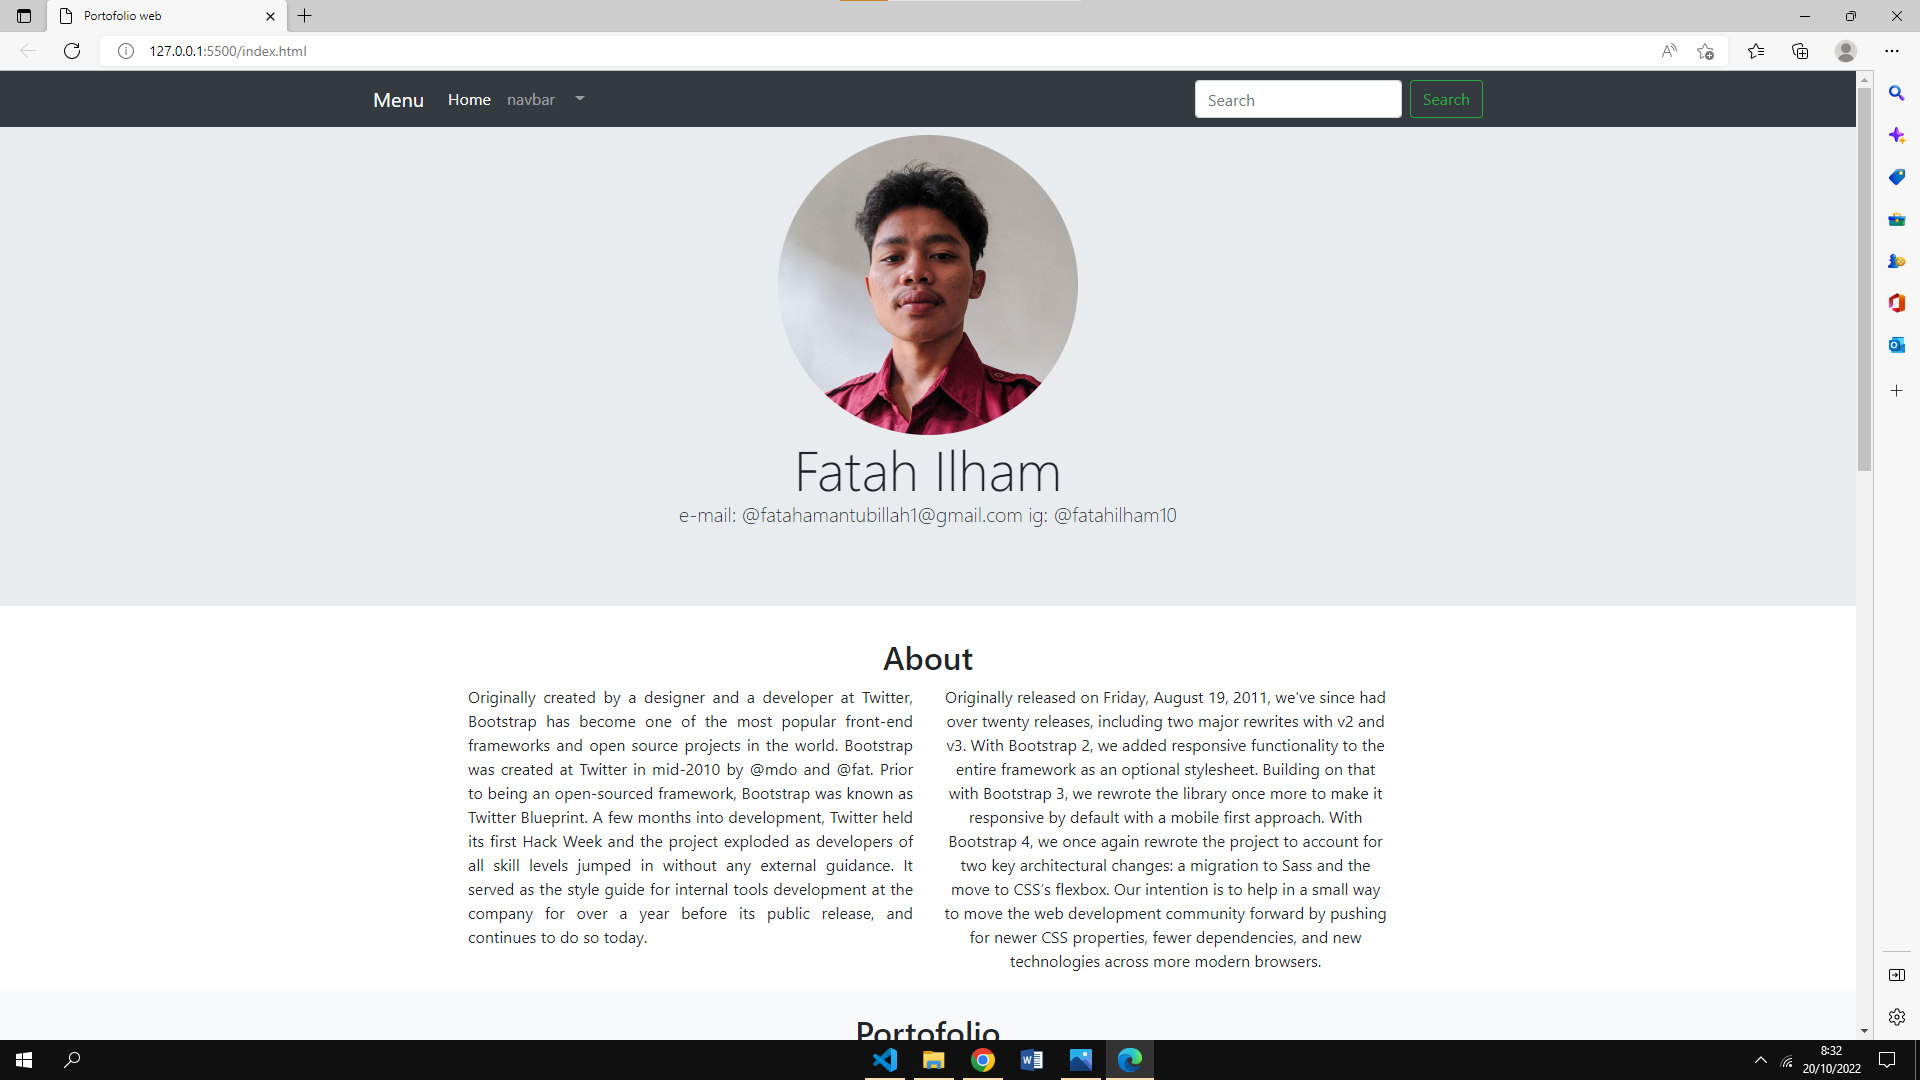 Portofolio web
127.0.0.1:5500/index.html
Menu Home navbar Search Search
Fatah Ilham
e-mail: @fatahamantubillah1@gmail.com ig: @fatahilham10
About
Originally created by a designer and a developer at Twitter,
Bootstrap has become one of the most popular front-end
frameworks and open source projects in the world. Bootstrap
was created at Twitter in mid-2010 by @mdo and @fat. Prior
to being an open-sourced framework, Bootstrap was known as
Twitter Blueprint. A few months into development, Twitter held
its first Hack Week and the project exploded as developers of
all skill levels jumped in without any external guidance. It
served as the style guide for internal tools development at the
company for over a year before its public release, and
continues to do so today.
Originally released on Friday, August 19, 2011, we've since had
over twenty releases, including two major rewrites with v2 and
v3. With Bootstrap 2, we added responsive functionality to the
entire framework as an optional stylesheet. Building on that
with Bootstrap 3, we rewrote the library once more to make it
responsive by default with a mobile first approach. With
Bootstrap 4, we once again rewrote the project to account for
two key architectural changes: a migration to Sass and the
move to CSS's flexbox. Our intention is to help in a small way
to move the web development community forward by pushing
for newer CSS properties, fewer dependencies, and new
technologies across more modern browsers.
Portofolio
8:32
20/10/2022